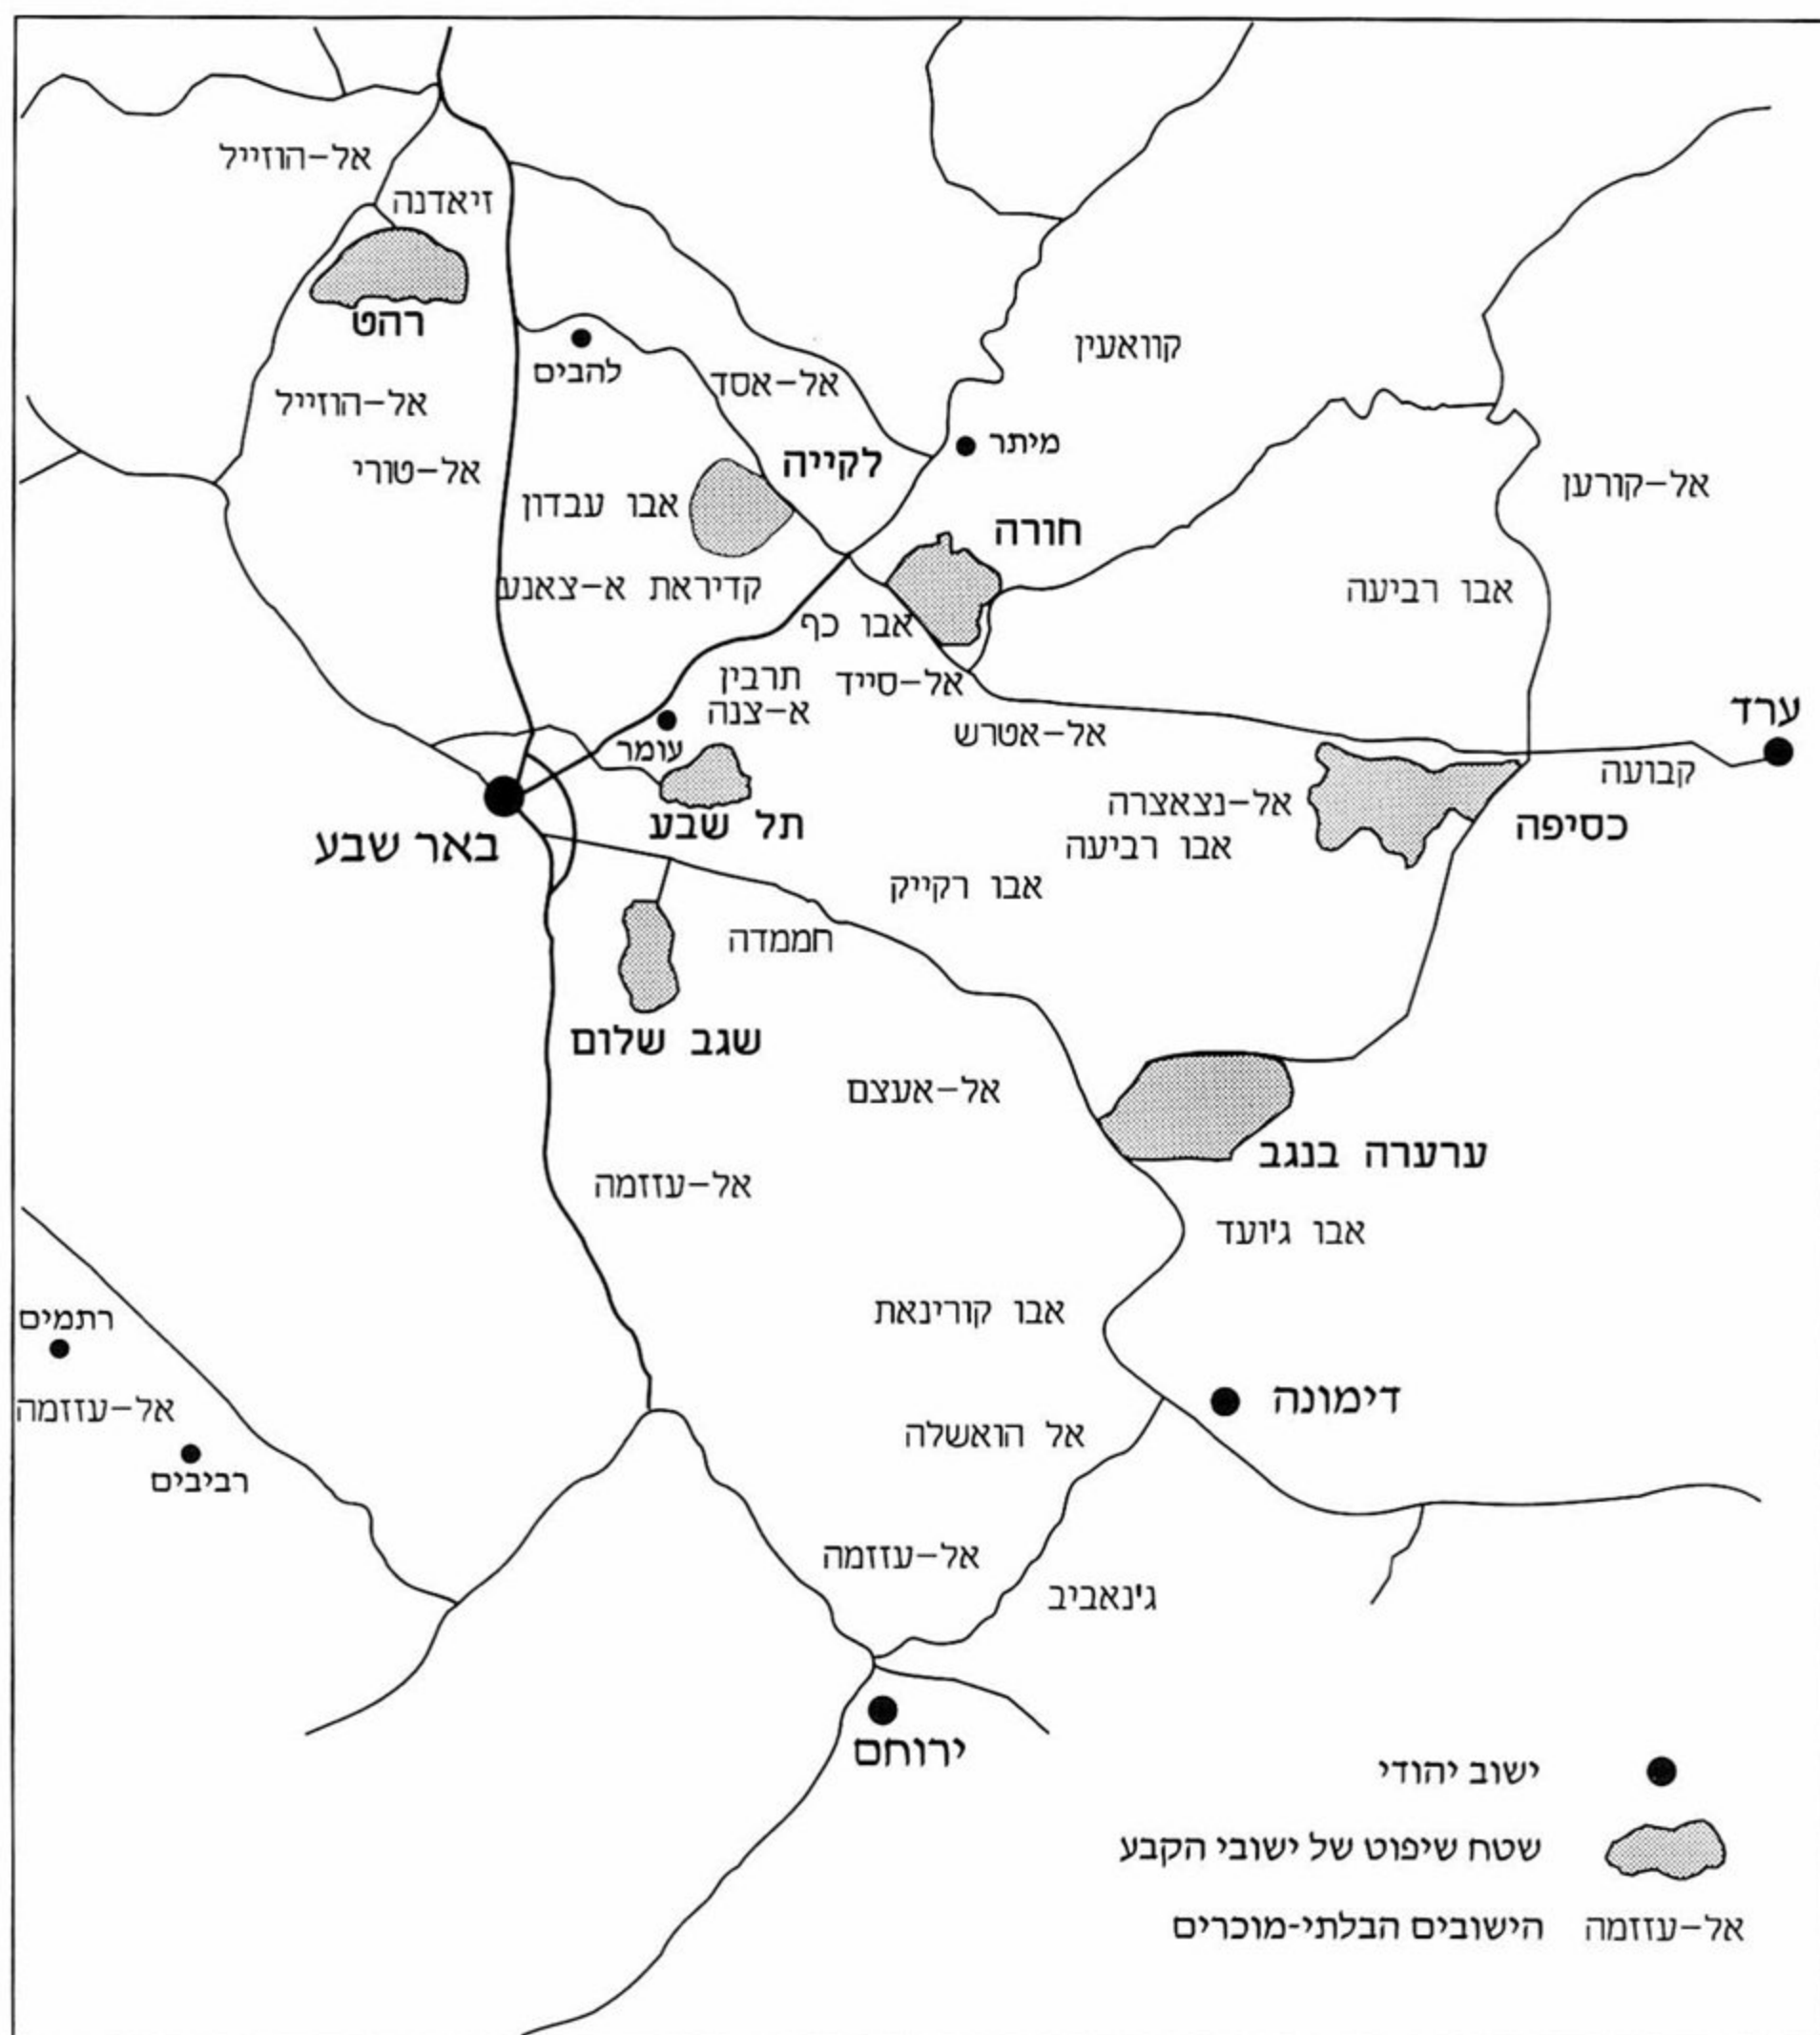 אל-הוזייל
זיאדנה
רהט
להבים
קוואעין
אל-אסד
אל-הוזייל
מיתר
לקייה
אל-טורי
אל-קורען
אבו עבדון
חורה
קדיראת א-צאנע
אבו רביעה
אבו כף
תרבין
א-צנה
אל-סייד
ערד
אל-אטרש
עומר
קבועה
אל-נצאצרה
תל שבע
כסיפה
באר שבע
אבו רביעה
אבו רקייק
חממדה
שגב שלום
אל-אעצם
ערערה בנגב
אל-עזזמה
אבו ג'ועד
אבו קורינאת
רתמים
דימונה
אל-עזזמה
אל הואשלה
רביבים
אל-עזזמה
ג'נאביב
ירוחם
ישוב יהודי
שטח שיפוט של ישובי הקבע
אל-עזזמה הישובים הבלתי-מוכרים